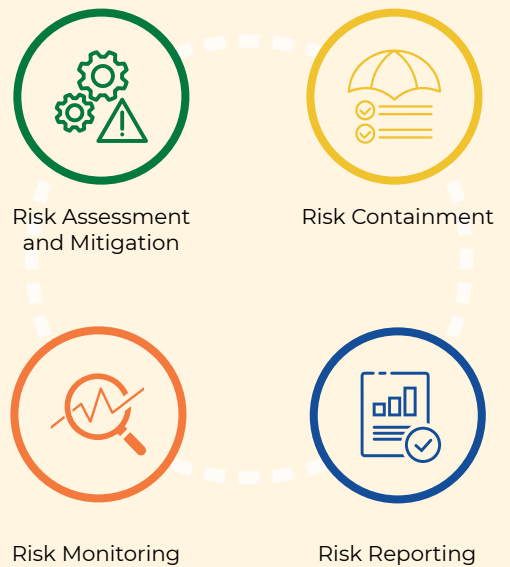 Risk Assessment
and Mitigation
Risk Containment
Risk Monitoring
Risk Reporting